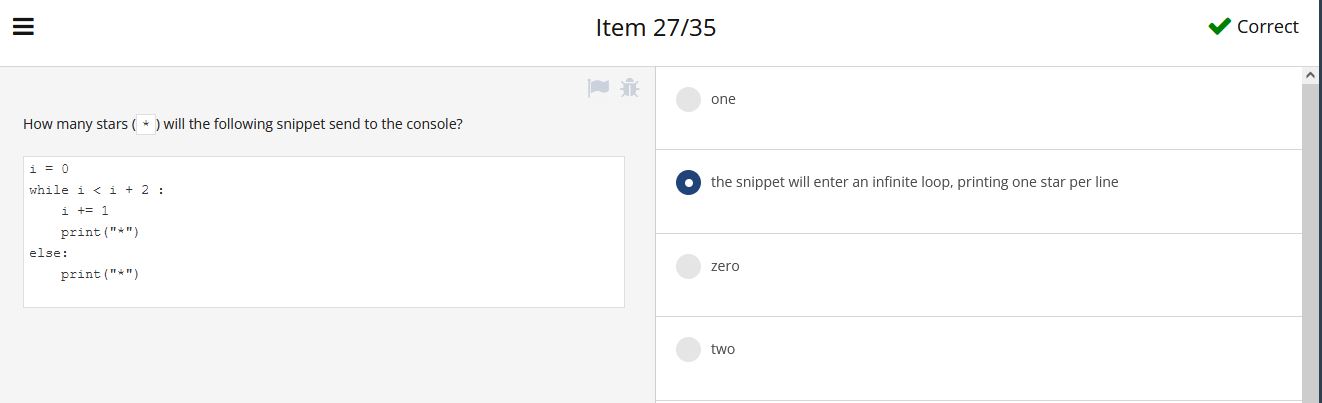 Item 27/35
Correct
How many stars ( * ) will the following snippet send to the console?
i = 0
while i < i + 2 :
    i += 1
    print("*")
else:
    print("*")
one
the snippet will enter an infinite loop, printing one star per line
zero
two